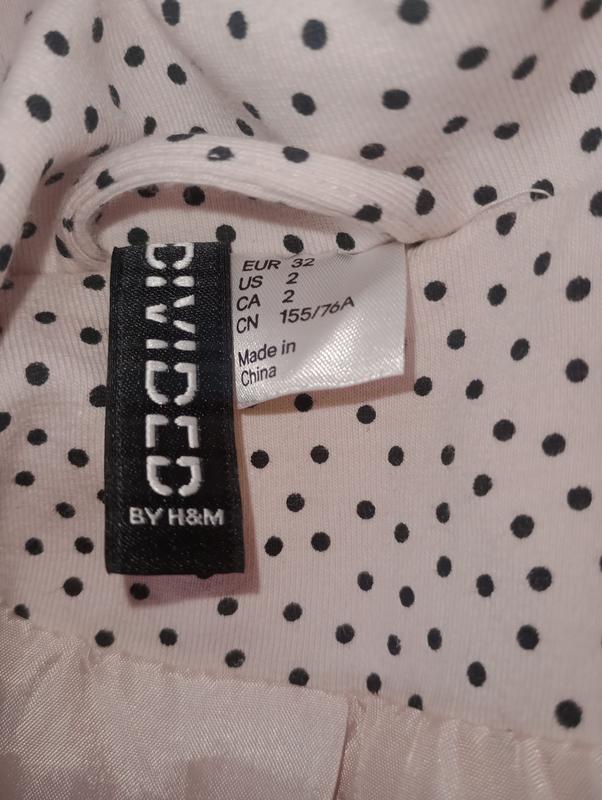 DIVIDED
BY H&M
EUR 32
US 2
CA 2
CN 155/76A
Made in
China